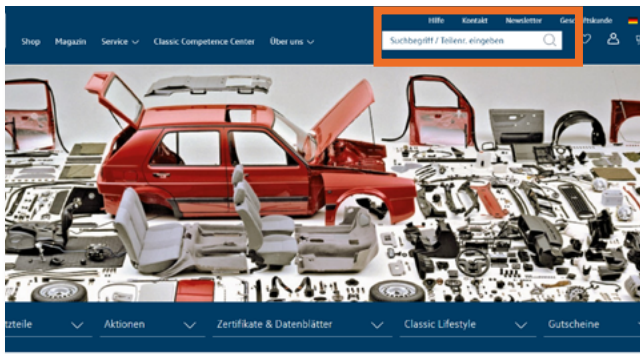 Hilfe Kontakt Newsletter Geschäftskunde
Shop Magazin Service Classic Competence Center Über uns Suchbegriff / Teilenr. eingeben
Aktionen Zertifikate & Datenblätter Classic Lifestyle Gutscheine